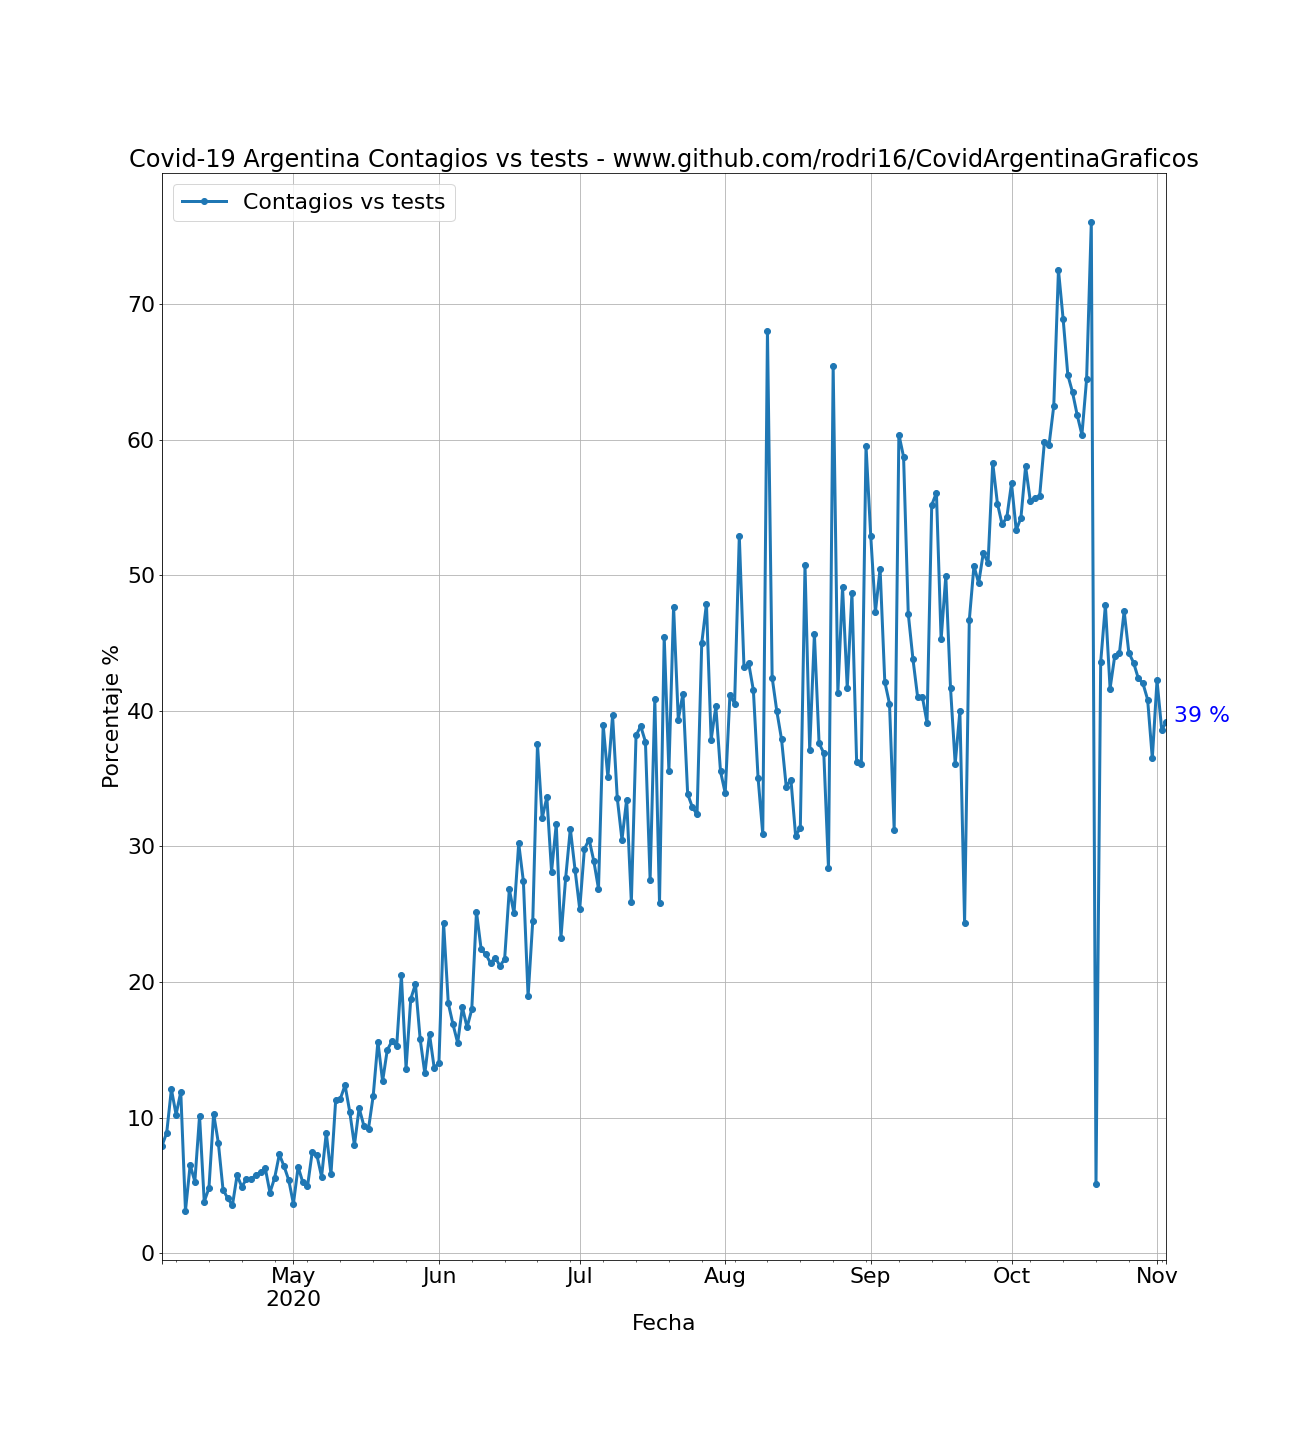 Covid-19 Argentina Contagios vs tests - www.github.com/rodri16/CovidArgentinaGraficos
Contagios vs tests
70
60
50
40
30
20
10
0
Porcentaje %
39 %
May Jun Jul Aug Sep Oct Nov
2020
Fecha